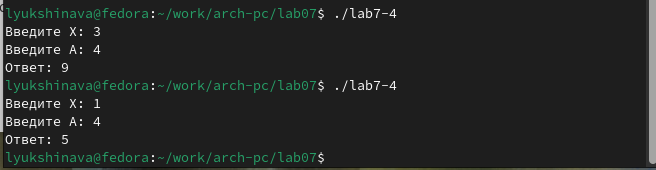 lyukshinava@fedora:~/work/arch-pc/lab07$ ./lab7-4
Введите X: 3
Введите A: 4
Ответ: 9
lyukshinava@fedora:~/work/arch-pc/lab07$ ./lab7-4
Введите X: 1
Введите A: 4
Ответ: 5
lyukshinava@fedora:~/work/arch-pc/lab07$